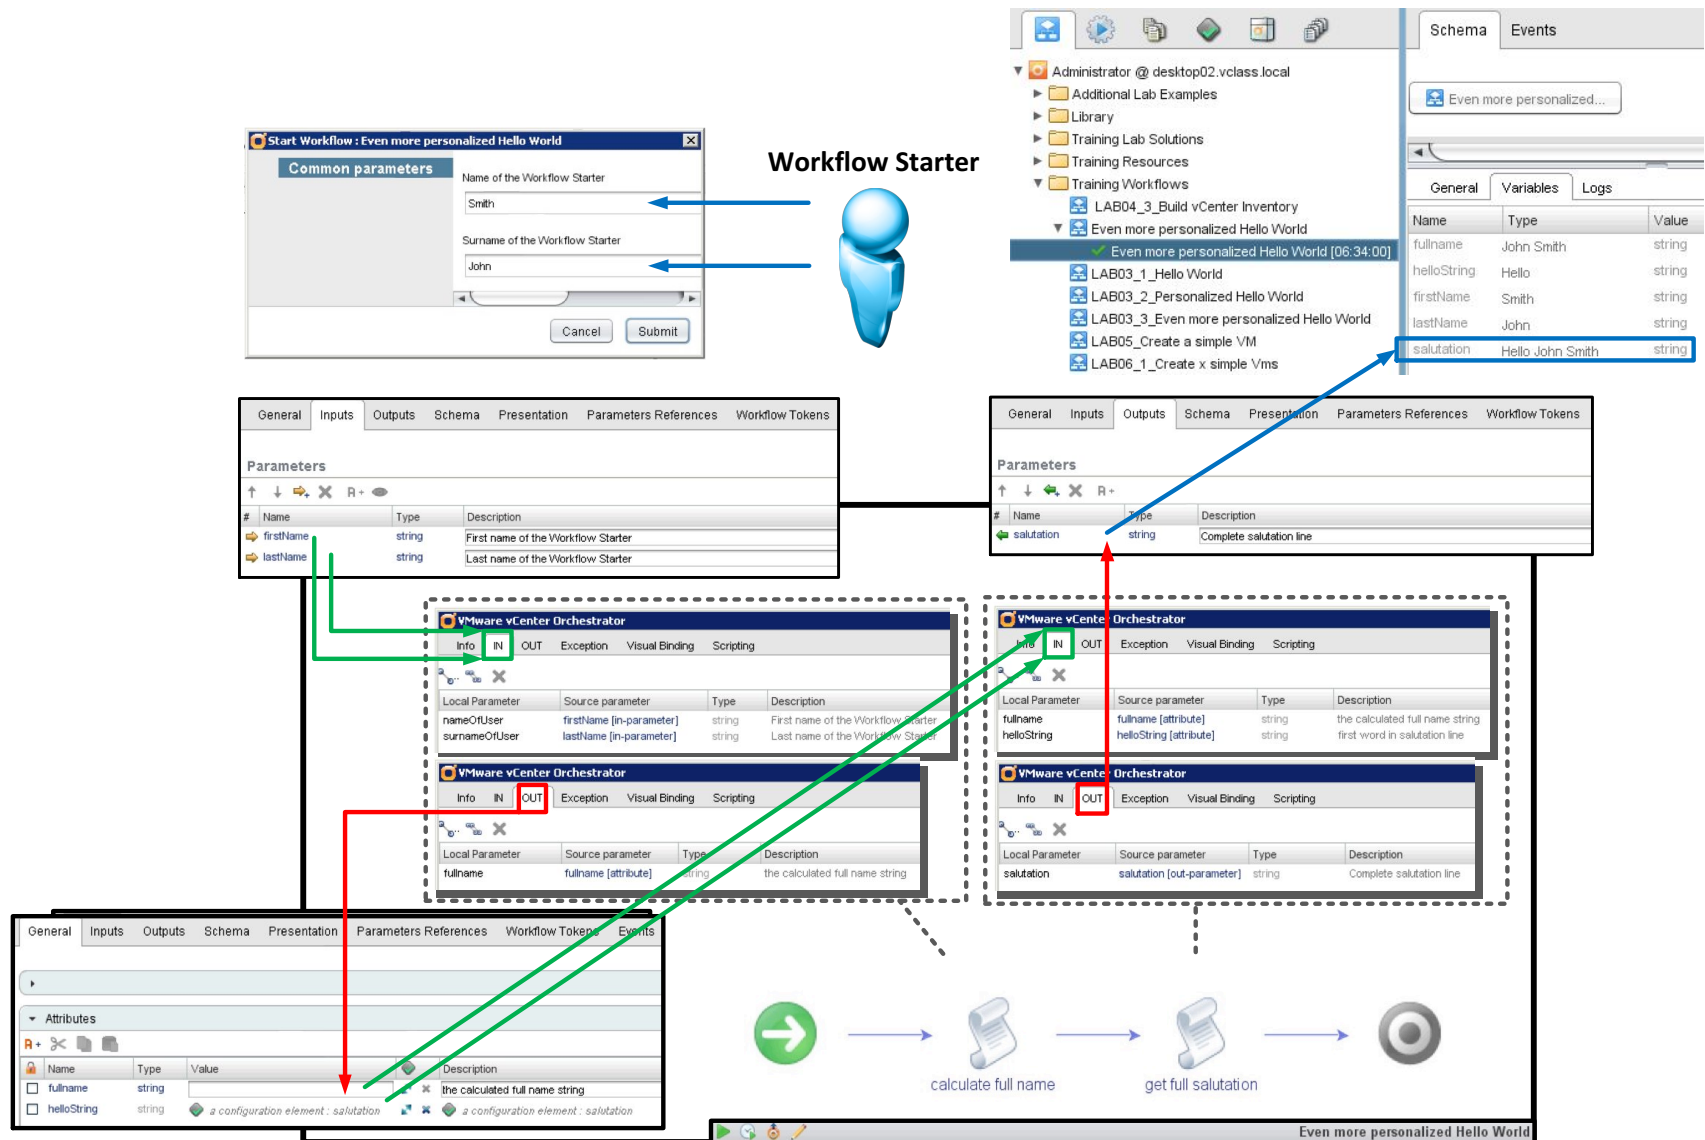 Start Workflow : Even more personalized Hello World
Common parameters
Name of the Workflow Starter
Smith
Surname of the Workflow Starter
John
Cancel
Submit
Workflow Starter
Administrator @ desktop02.vclass.local
Additional Lab Examples
Library
Training Lab Solutions
Training Resources
Training Workflows
LAB04_3_Build vCenter Inventory
Even more personalized Hello World
Even more personalized Hello World [06:34:00]
LAB03_1_Hello World
LAB03_2_Personalized Hello World
LAB03_3_Even more personalized Hello World
LAB05_Create a simple VM
LAB06_1_Create x simple Vms
Schema Events
Even more personalized...
General Variables Logs
Name Type Value
fullname John Smith string
helloString Hello string
firstName Smith string
lastName John string
salutation Hello John Smith string
General Inputs Outputs Schema Presentation Parameters References Workflow Tokens
Parameters
# Name Type Description
firstName string First name of the Workflow Starter
lastName string Last name of the Workflow Starter
General Inputs Outputs Schema Presentation Parameters References Workflow Tokens
Parameters
# Name Type Description
salutation string Complete salutation line
VMware vCenter Orchestrator
Info IN OUT Exception Visual Binding Scripting
Local Parameter Source parameter Type Description
nameOfUser firstName [in-parameter] string First name of the Workflow Starter
surnameOfUser lastName [in-parameter] string Last name of the Workflow Starter
VMware vCenter Orchestrator
Info IN OUT Exception Visual Binding Scripting
Local Parameter Source parameter Type Description
fullname fullname [attribute] string the calculated full name string
VMware vCenter Orchestrator
Info IN OUT Exception Visual Binding Scripting
Local Parameter Source parameter Type Description
fullname fullname [attribute] string the calculated full name string
helloString helloString [attribute] string first word in salutation line
VMware vCenter Orchestrator
Info IN OUT Exception Visual Binding Scripting
Local Parameter Source parameter Type Description
salutation salutation [out-parameter] string Complete salutation line
General Inputs Outputs Schema Presentation Parameters References Workflow Tokens Events
Attributes
Name Type Value Description
fullname string the calculated full name string
helloString string a configuration element : salutation a configuration element : salutation
calculate full name
get full salutation
Even more personalized Hello World